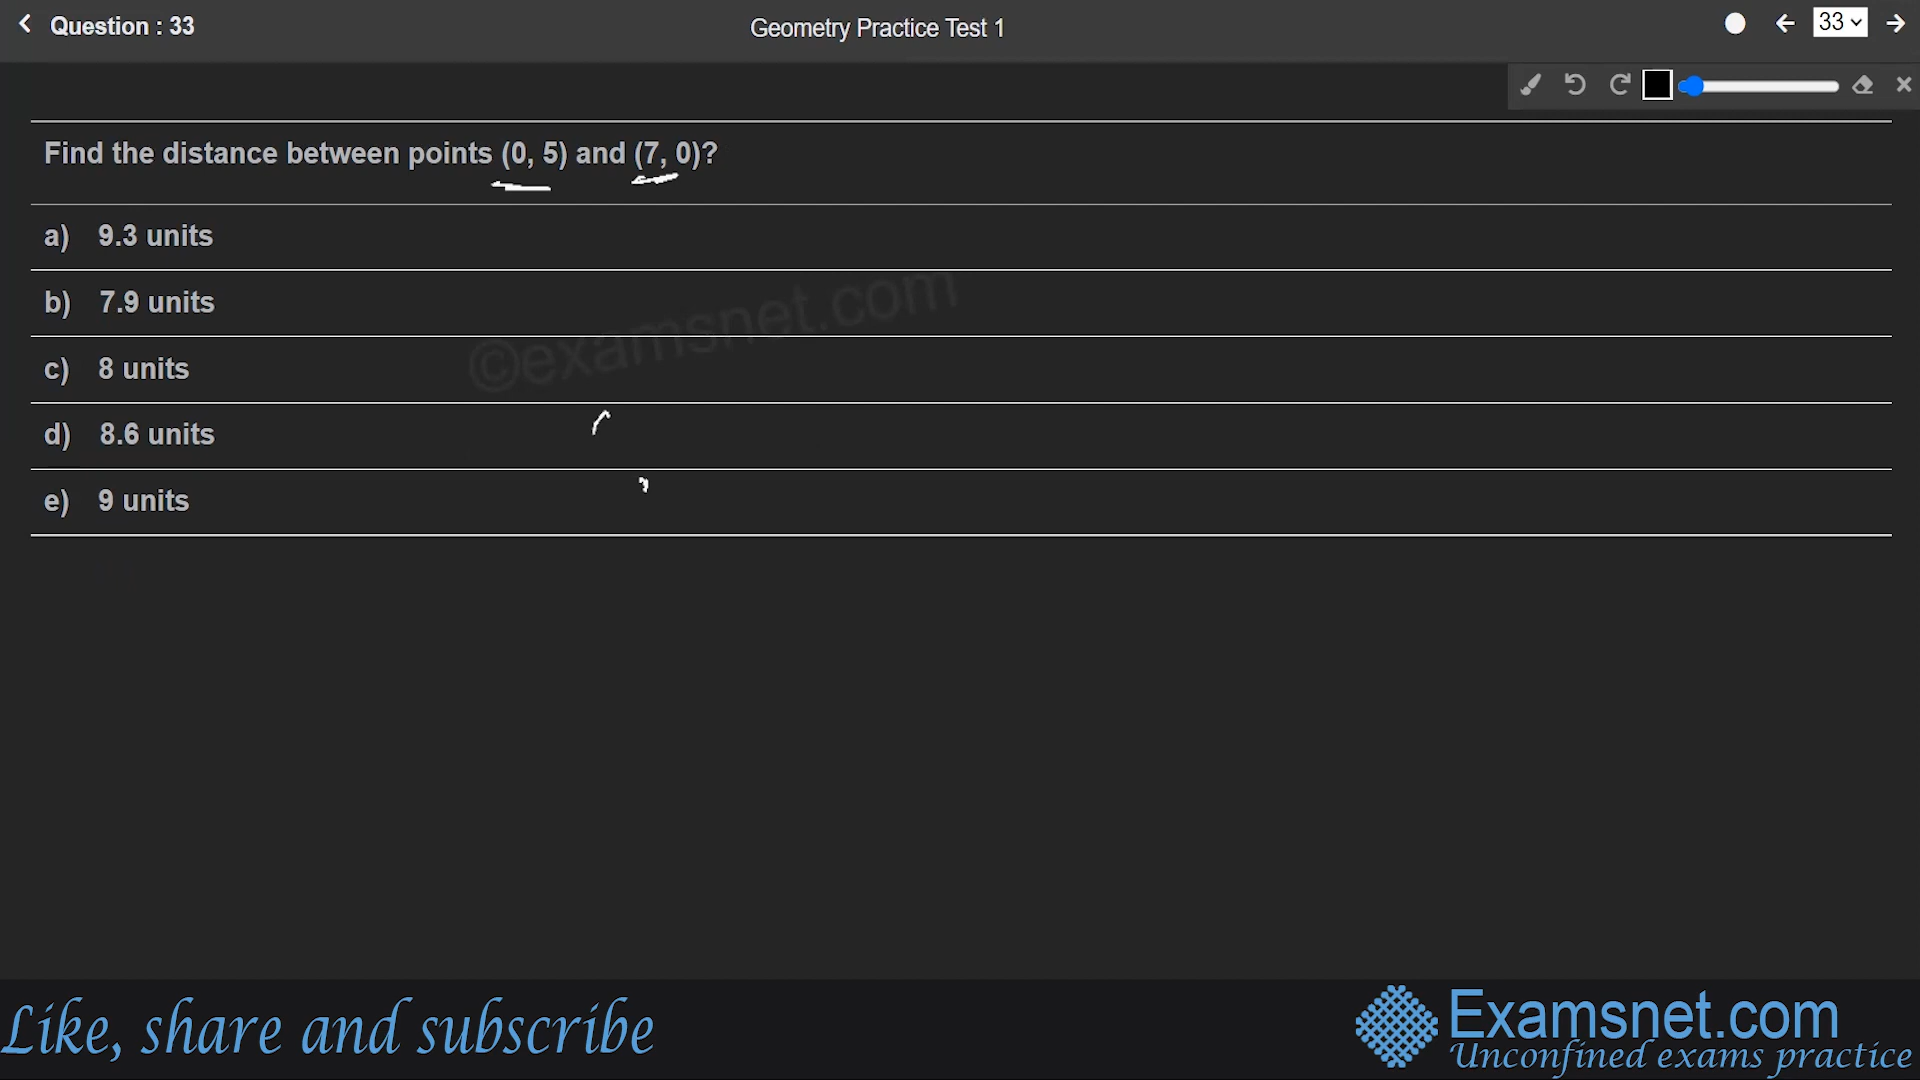 Question : 33
Geometry Practice Test 1
33
Find the distance between points (0, 5) and (7, 0)?
a) 9.3 units
b) 7.9 units
©examsnet.com
c) 8 units
d) 8.6 units
e) 9 units
Like, share and subscribe
Examsnet.com
Unconfined exams practice